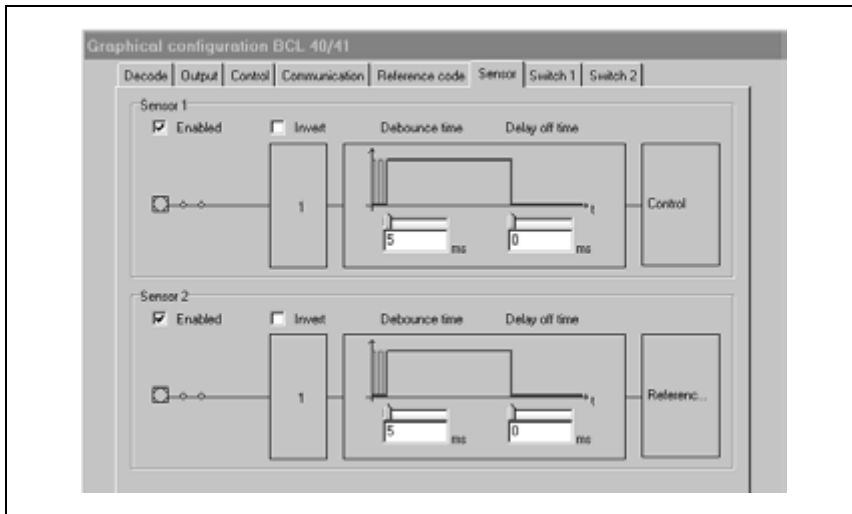 Graphical configuration BCL 40/41
Decode Output Control Communication Reference code Sensor Switch 1 Switch 2
Sensor 1
Enabled Invert Debounce time Delay off time
1 t Control
5 ms 0 ms
Sensor 2
Enabled Invert Debounce time Delay off time
1 t Referenc...
5 ms 0 ms